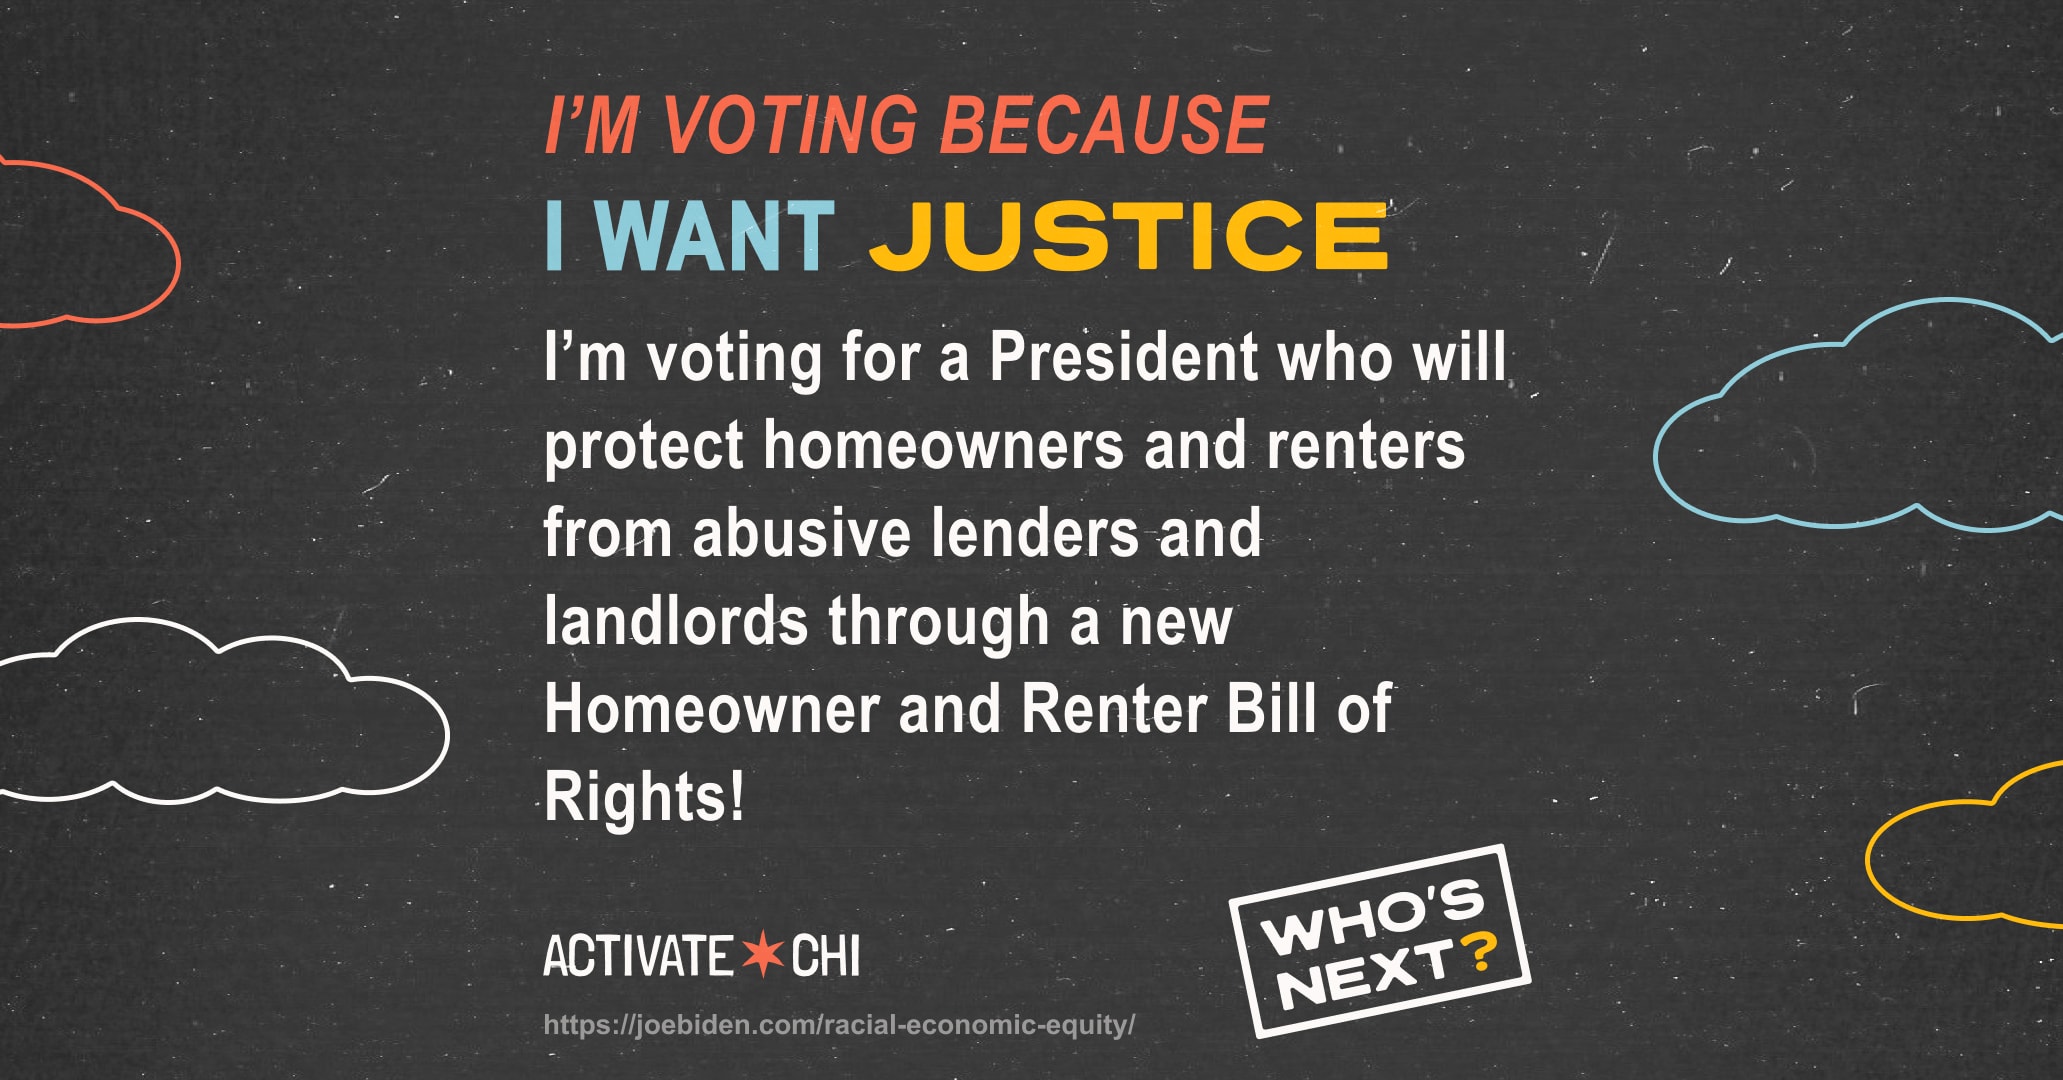 I’M VOTING BECAUSE
I WANT JUSTICE
I’m voting for a President who will
protect homeowners and renters
from abusive lenders and
landlords through a new
Homeowner and Renter Bill of
Rights!
ACTIVATE CHI
https://joebiden.com/racial-economic-equity/
WHO'S
NEXT?